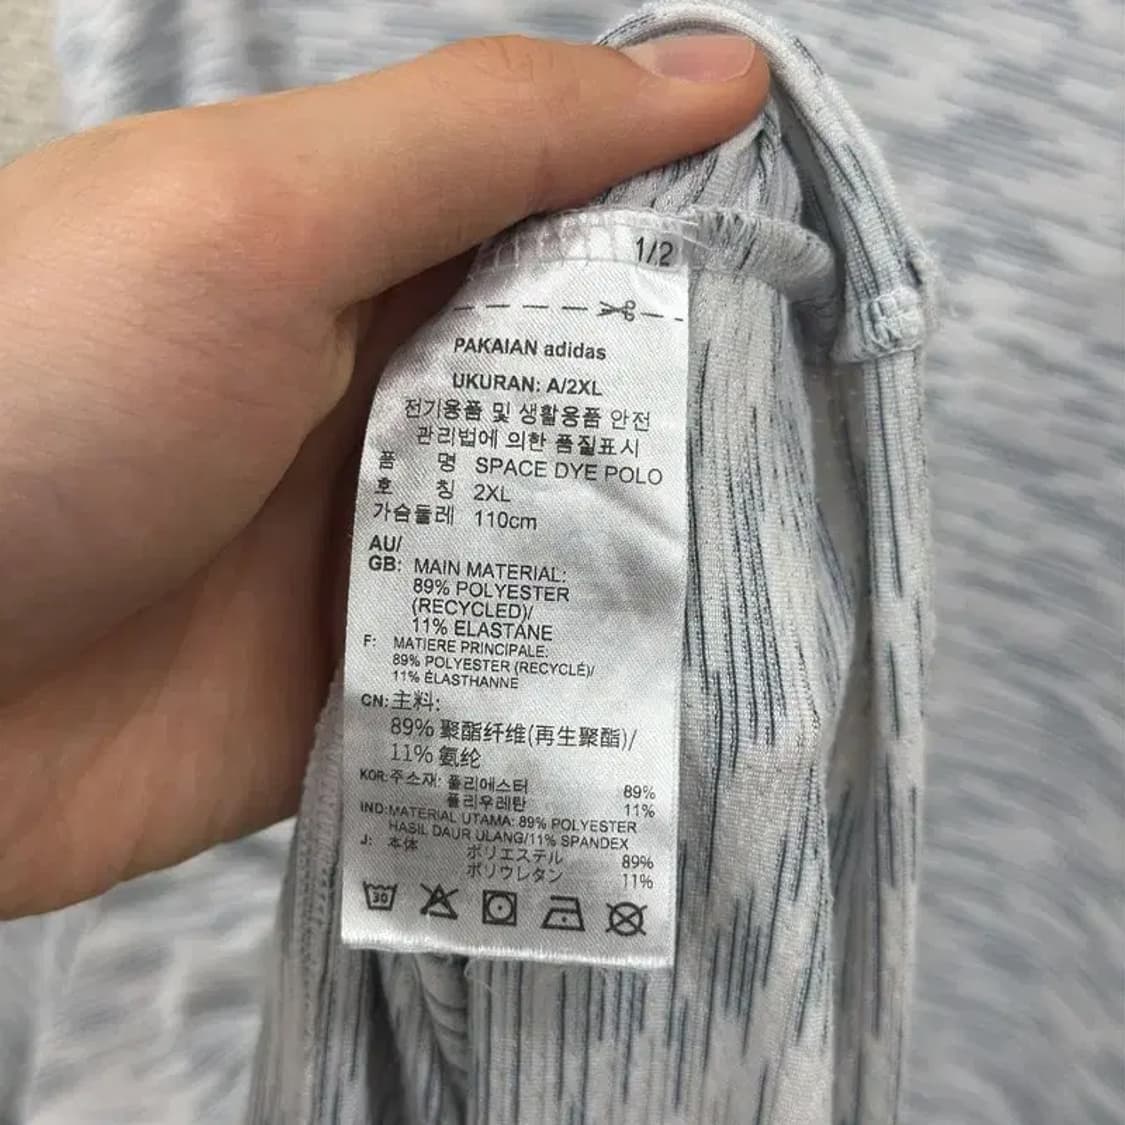 1/2
PAKAIAN adidas
UKURAN: A/2XL
전기용품 및 생활용품 안전
관리법에 의한 품질표시
품 명 SPACE DYE POLO
호 칭 2XL
가슴둘레 110cm
AU/
GB: MAIN MATERIAL:
89% POLYESTER
(RECYCLED)/
11% ELASTANE
F: MATIERE PRINCIPALE:
89% POLYESTER (RECYCLÉ)/
11% ÉLASTHANNE
CN: 主料:
89% 聚酯纤维(再生聚酯)/
11% 氨纶
KOR: 주소재: 폴리에스터 89%
폴리우레탄 11%
IND: MATERIAL UTAMA: 89% POLYESTER
HASIL DAUR ULANG/11% SPANDEX
J: 本体 ポリエステル 89%
ポリウレタン 11%
30